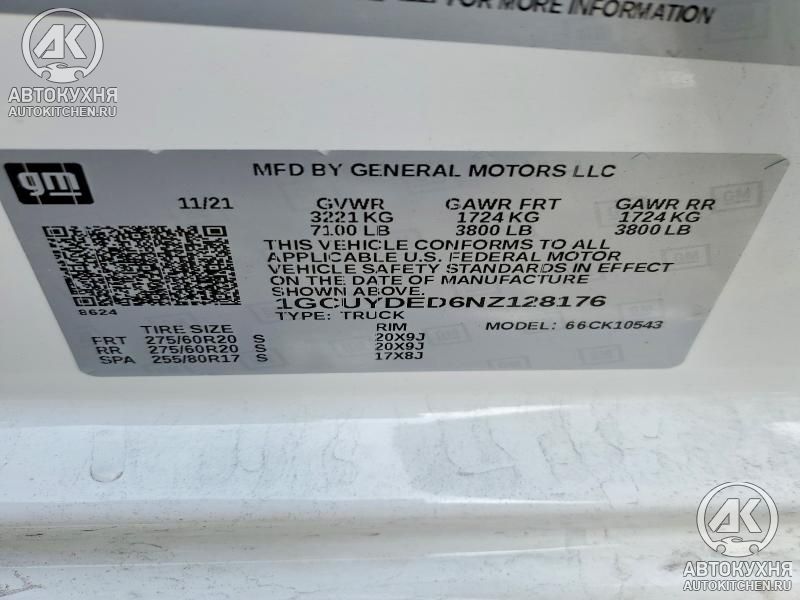 FOR MORE INFORMATION
АК
АВТОКУХНЯ
AUTOKITCHEN.RU
gm
MFD BY GENERAL MOTORS LLC
11/21 GVWR GAWR FRT GAWR RR
3221 KG 1724 KG 1724 KG
7100 LB 3800 LB 3800 LB
THIS VEHICLE CONFORMS TO ALL
APPLICABLE U.S. FEDERAL MOTOR
VEHICLE SAFETY STANDARDS IN EFFECT
ON THE DATE OF MANUFACTURE
SHOWN ABOVE.
8624
1GCUYDED6NZ128176
TYPE: TRUCK MODEL: 66CK10543
TIRE SIZE RIM
FRT 275/60R20 S 20X9J
RR 275/60R20 S 20X9J
SPA 255/80R17 S 17X8J
АК
АВТОКУХНЯ
AUTOKITCHEN.RU